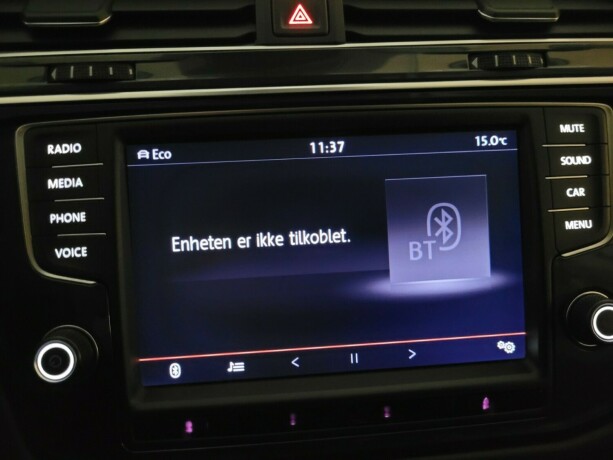 RADIO
MEDIA
PHONE
VOICE
Eco 11:37 15.0°C
Enheten er ikke tilkoblet.
BT
MUTE
SOUND
CAR
MENU